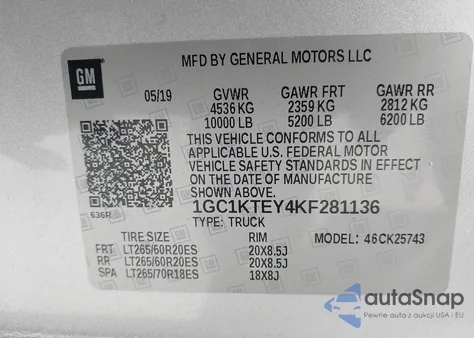 MFD BY GENERAL MOTORS LLC
GM
05/19 GVWR GAWR FRT GAWR RR
4536 KG 2359 KG 2812 KG
10000 LB 5200 LB 6200 LB
THIS VEHICLE CONFORMS TO ALL
APPLICABLE U.S. FEDERAL MOTOR
VEHICLE SAFETY STANDARDS IN EFFECT
ON THE DATE OF MANUFACTURE
SHOWN ABOVE.
636R 1GC1KTEY4KF281136
TYPE: TRUCK
TIRE SIZE RIM MODEL: 46CK25743
FRT LT265/60R20ES 20X8.5J
RR LT265/60R20ES 20X8.5J
SPA LT265/70R18ES 18X8J
autoSnap
Pewne auta z aukcji USA i EU